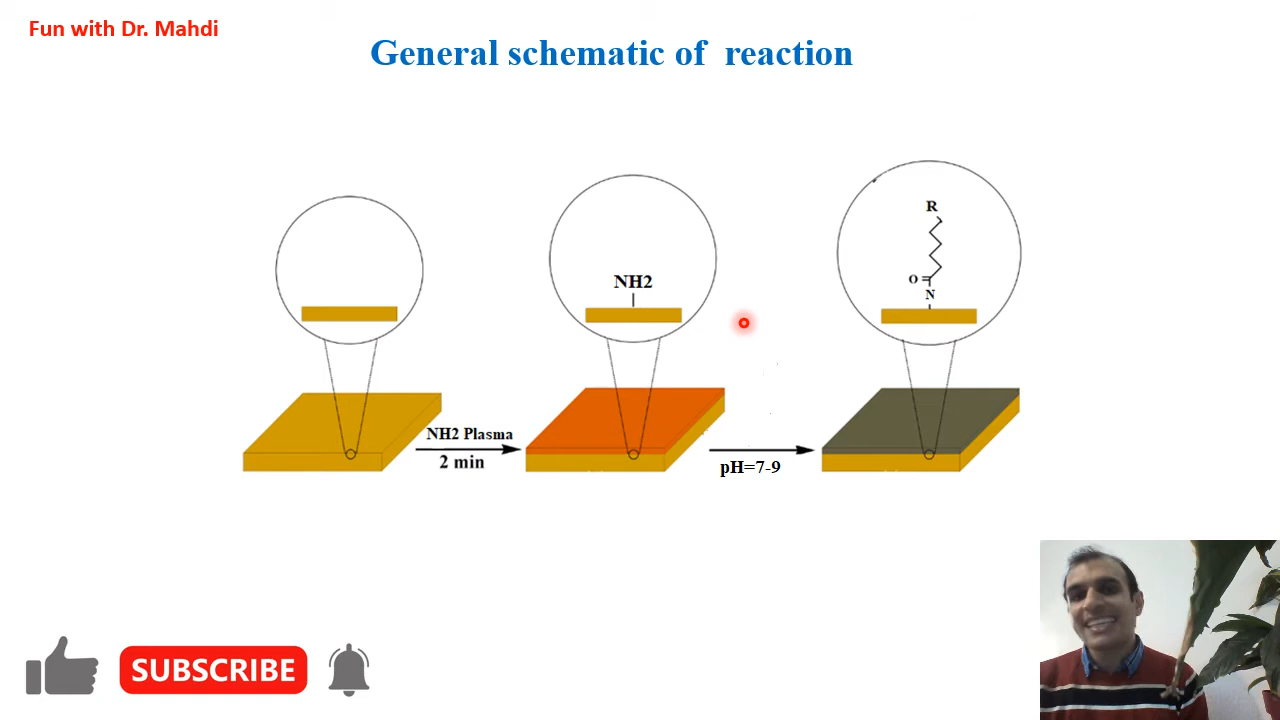 Fun with Dr. Mahdi
General schematic of reaction
R
O
N
NH2
NH2 Plasma
2 min
pH=7-9
SUBSCRIBE